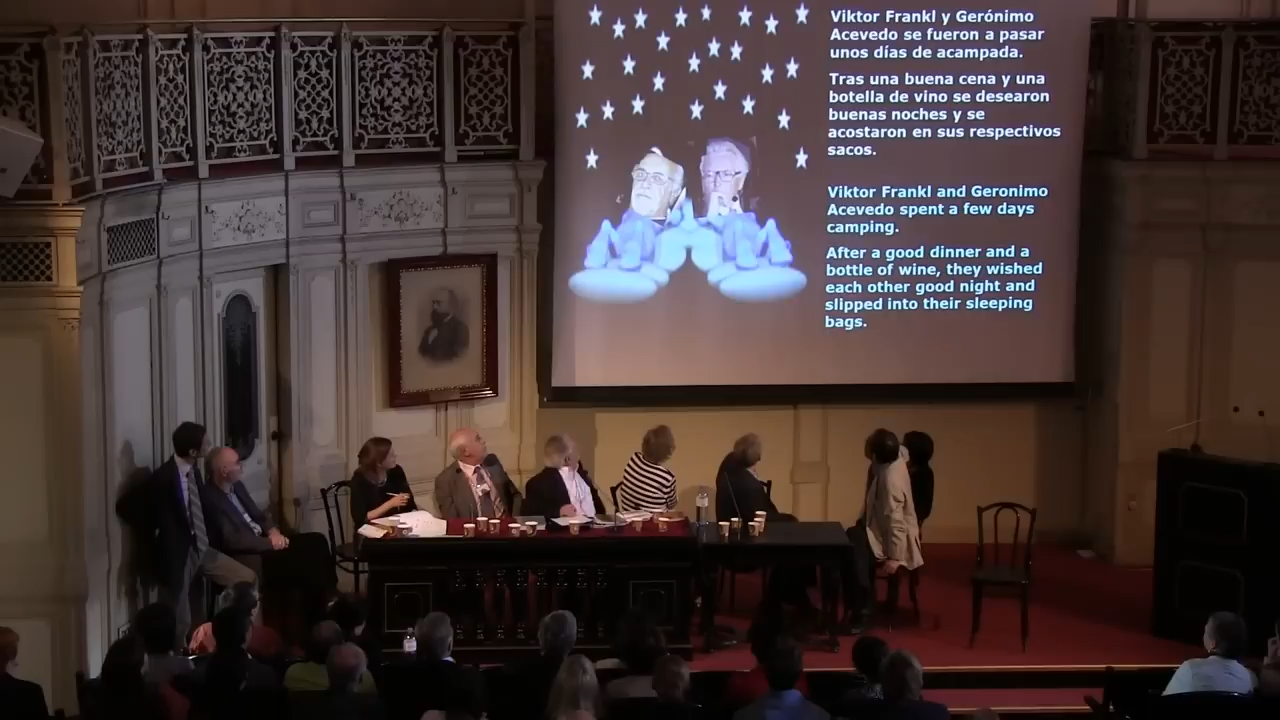 Viktor Frankl y Gerónimo
Acevedo se fueron a pasar
unos días de acampada.
Tras una buena cena y una
botella de vino se desearon
buenas noches y se
acostaron en sus respectivos
sacos.
Viktor Frankl and Geronimo
Acevedo spent a few days
camping.
After a good dinner and a
bottle of wine, they wished
each other good night and
slipped into their sleeping
bags.